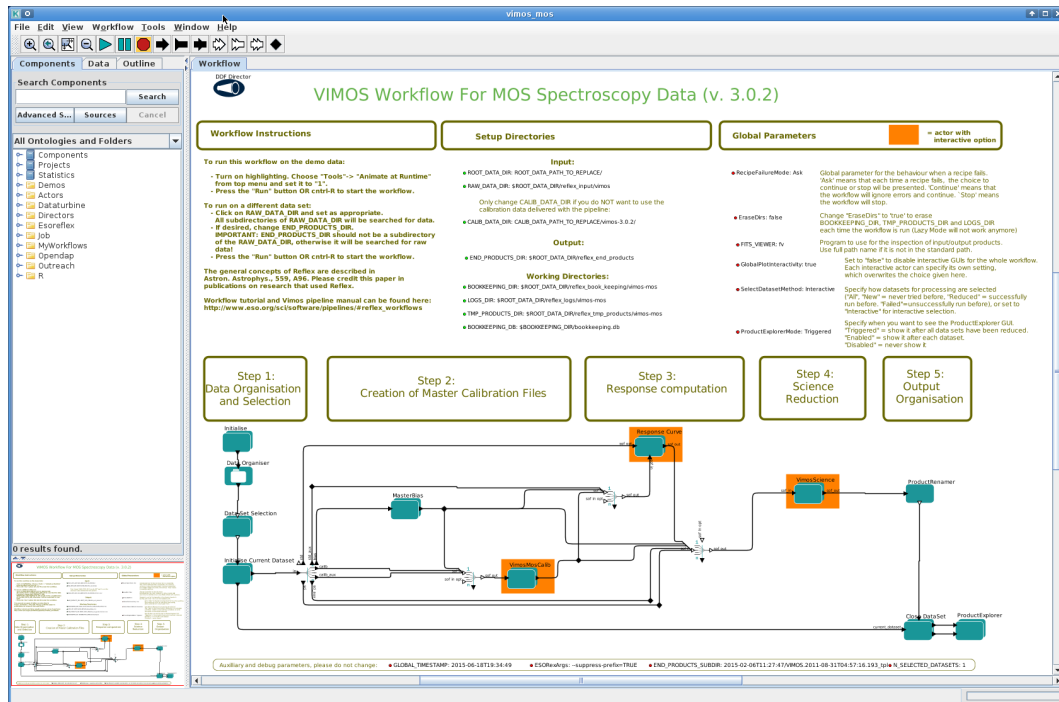 vimos_mos
File Edit View Workflow Tools Window Help
Components Data Outline
Workflow
Search Components
Search
Advanced S... Sources Cancel
All Ontologies and Folders
Components
Projects
Statistics
Demos
Actors
Dataturbine
Directors
Esoreflex
Job
MyWorkflows
Opendap
Outreach
R
0 results found.
DDF Director
VIMOS Workflow For MOS Spectroscopy Data (v. 3.0.2)
Workflow Instructions
To run this workflow on the demo data:
- Turn on highlighting. Choose "Tools"-> "Animate at Runtime"
from top menu and set it to "1".
- Press the "Run" button OR cntrl-R to start the workflow.
To run on a different data set:
- Click on RAW_DATA_DIR and set as appropriate.
All subdirectories of RAW_DATA_DIR will be searched for data.
- If desired, change END_PRODUCTS_DIR.
IMPORTANT: END_PRODUCTS_DIR should not be a subdirectory
of the RAW_DATA_DIR, otherwise it will be searched for raw
data!
- Press the "Run" button OR cntrl-R to start the workflow.
The general concepts of Reflex are described in
Astron. Astrophys., 559, A96. Please credit this paper in
publications on research that used Reflex.
Workflow tutorial and Vimos pipeline manual can be found here:
http://www.eso.org/sci/software/pipelines/#reflex_workflows
Setup Directories
Input:
ROOT_DATA_DIR: ROOT_DATA_PATH_TO_REPLACE/
RAW_DATA_DIR: $ROOT_DATA_DIR/reflex_input/vimos
Only change CALIB_DATA_DIR if you do NOT want to use the
calibration data delivered with the pipeline:
CALIB_DATA_DIR: CALIB_DATA_PATH_TO_REPLACE/vimos-3.0.2/
Output:
END_PRODUCTS_DIR: $ROOT_DATA_DIR/reflex_end_products
Working Directories:
BOOKKEEPING_DIR: $ROOT_DATA_DIR/reflex_book_keeping/vimos-mos
LOGS_DIR: $ROOT_DATA_DIR/reflex_logs/vimos-mos
TMP_PRODUCTS_DIR: $ROOT_DATA_DIR/reflex_tmp_products/vimos-mos
BOOKKEEPING_DB: $BOOKKEEPING_DIR/bookkeeping.db
Global Parameters
= actor with
interactive option
RecipeFailureMode: Ask
Global parameter for the behaviour when a recipe fails.
'Ask' means that each time a recipe fails, the choice to
continue or stop wil be presented. 'Continue' means that
the workflow will ignore errors and continue. `Stop` means
the workflow will stop.
EraseDirs: false
Change "EraseDirs" to 'true' to erase
BOOKKEEPING_DIR, TMP_PRODUCTS_DIR and LOGS_DIR
each time the workflow is run (Lazy Mode will not work anymore)
FITS_VIEWER: fv
Program to use for the inspection of input/output products.
Use full path name if it is not in the standard path.
GlobalPlotInteractivity: true
Set to "false" to disable interactive GUIs for the whole workflow.
Each interactive actor can specify its own setting,
which overwrites the choice given here.
SelectDatasetMethod: Interactive
Specify how datasets for processing are selected
("All", "New" = never tried before, "Reduced" = successfully
run before. "Failed"=unsuccessfully run before), or set to
"Interactive" for interactive selection.
ProductExplorerMode: Triggered
Specify when you want to see the ProductExplorer GUI.
"Triggered" = show it after all data sets have been reduced.
"Enabled" = show it after each dataset.
"Disabled" = never show it
Step 1:
Data Organisation
and Selection
Step 2:
Creation of Master Calibration Files
Step 3:
Response computation
Step 4:
Science
Reduction
Step 5:
Output
Organisation
Initialise
Data Organiser
DataSet Selection
Initialise Current Dataset
MasterBias
VimosMosCalib
Response Curve
VimosScience
ProductRenamer
Close DataSet
ProductExplorer
Auxiliary and debug parameters, please do not change:
GLOBAL_TIMESTAMP: 2015-06-18T19:34:49
ESORexArgs: --suppress-prefix=TRUE
END_PRODUCTS_SUBDIR: 2015-02-06T11:27:47/VIMOS.2011-08-31T04:57:16.193_tpl
N_SELECTED_DATASETS: 1